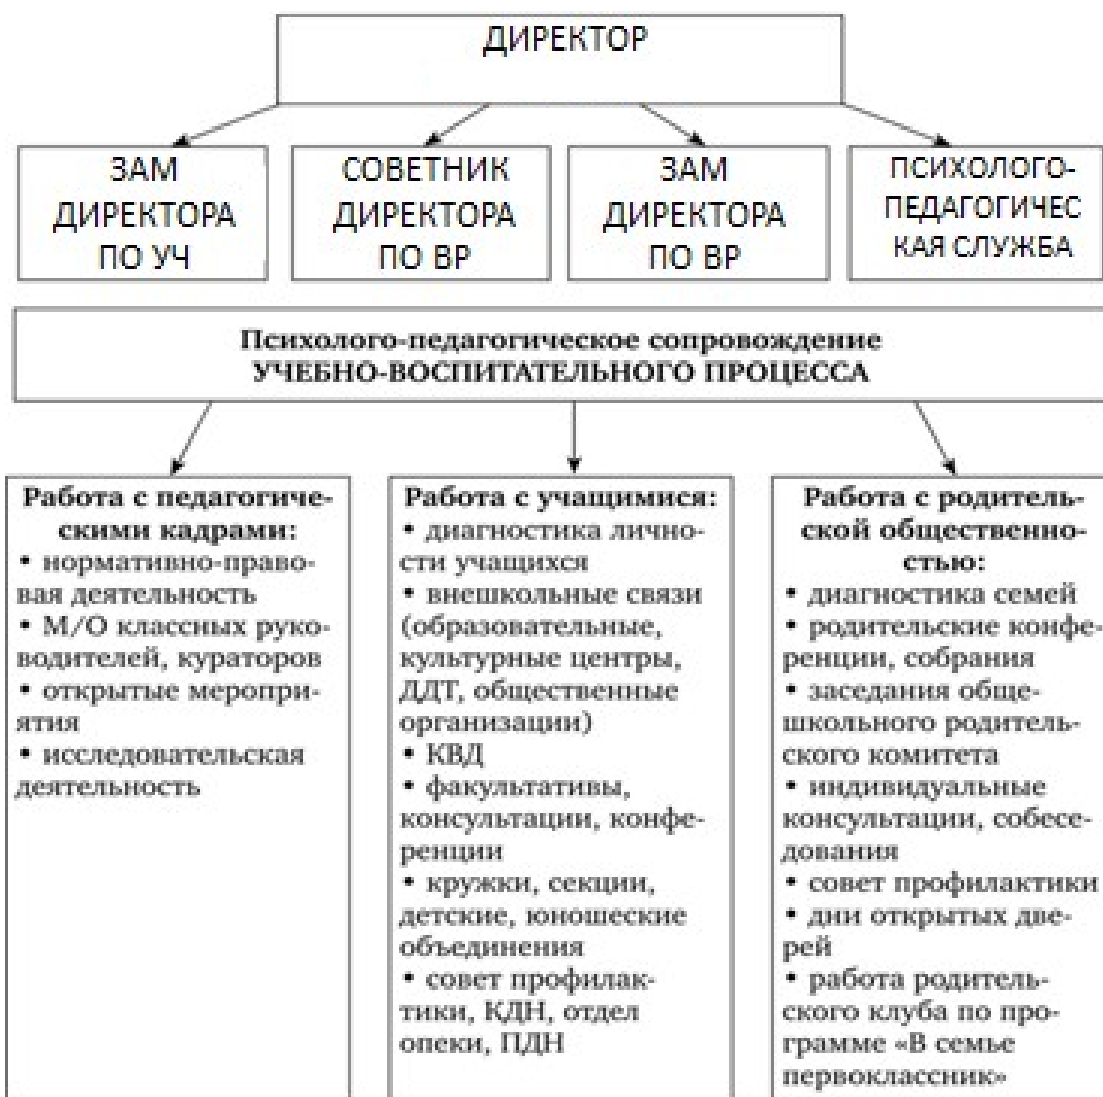 ДИРЕКТОР
ЗАМ
ДИРЕКТОРА
ПО УЧ
СОВЕТНИК
ДИРЕКТОРА
ПО ВР
ЗАМ
ДИРЕКТОРА
ПО ВР
ПСИХОЛОГО-
ПЕДАГОГИЧЕС
КАЯ СЛУЖБА
Психолого-педагогическое сопровождение
УЧЕБНО-ВОСПИТАТЕЛЬНОГО ПРОЦЕССА
Работа с педагогиче-
скими кадрами:
• нормативно-право-
вая деятельность
• М/О классных руко-
водителей, кураторов
• открытые меропри-
ятия
• исследовательская
деятельность
Работа с учащимися:
• диагностика лично-
сти учащихся
• внешкольные связи
(образовательные,
культурные центры,
ДДТ, общественные
организации)
• КВД
• факультативы,
консультации, конфе-
ренции
• кружки, секции,
детские, юношеские
объединения
• совет профилак-
тики, КДН, отдел
опеки, ПДН
Работа с родитель-
ской общественно-
стью:
• диагностика семей
• родительские конфе-
ренции, собрания
• заседания обще-
школьного родитель-
ского комитета
• индивидуальные
консультации, собесе-
дования
• совет профилактики
• дни открытых две-
рей
• работа родитель-
ского клуба по про-
грамме «В семье
первоклассник»